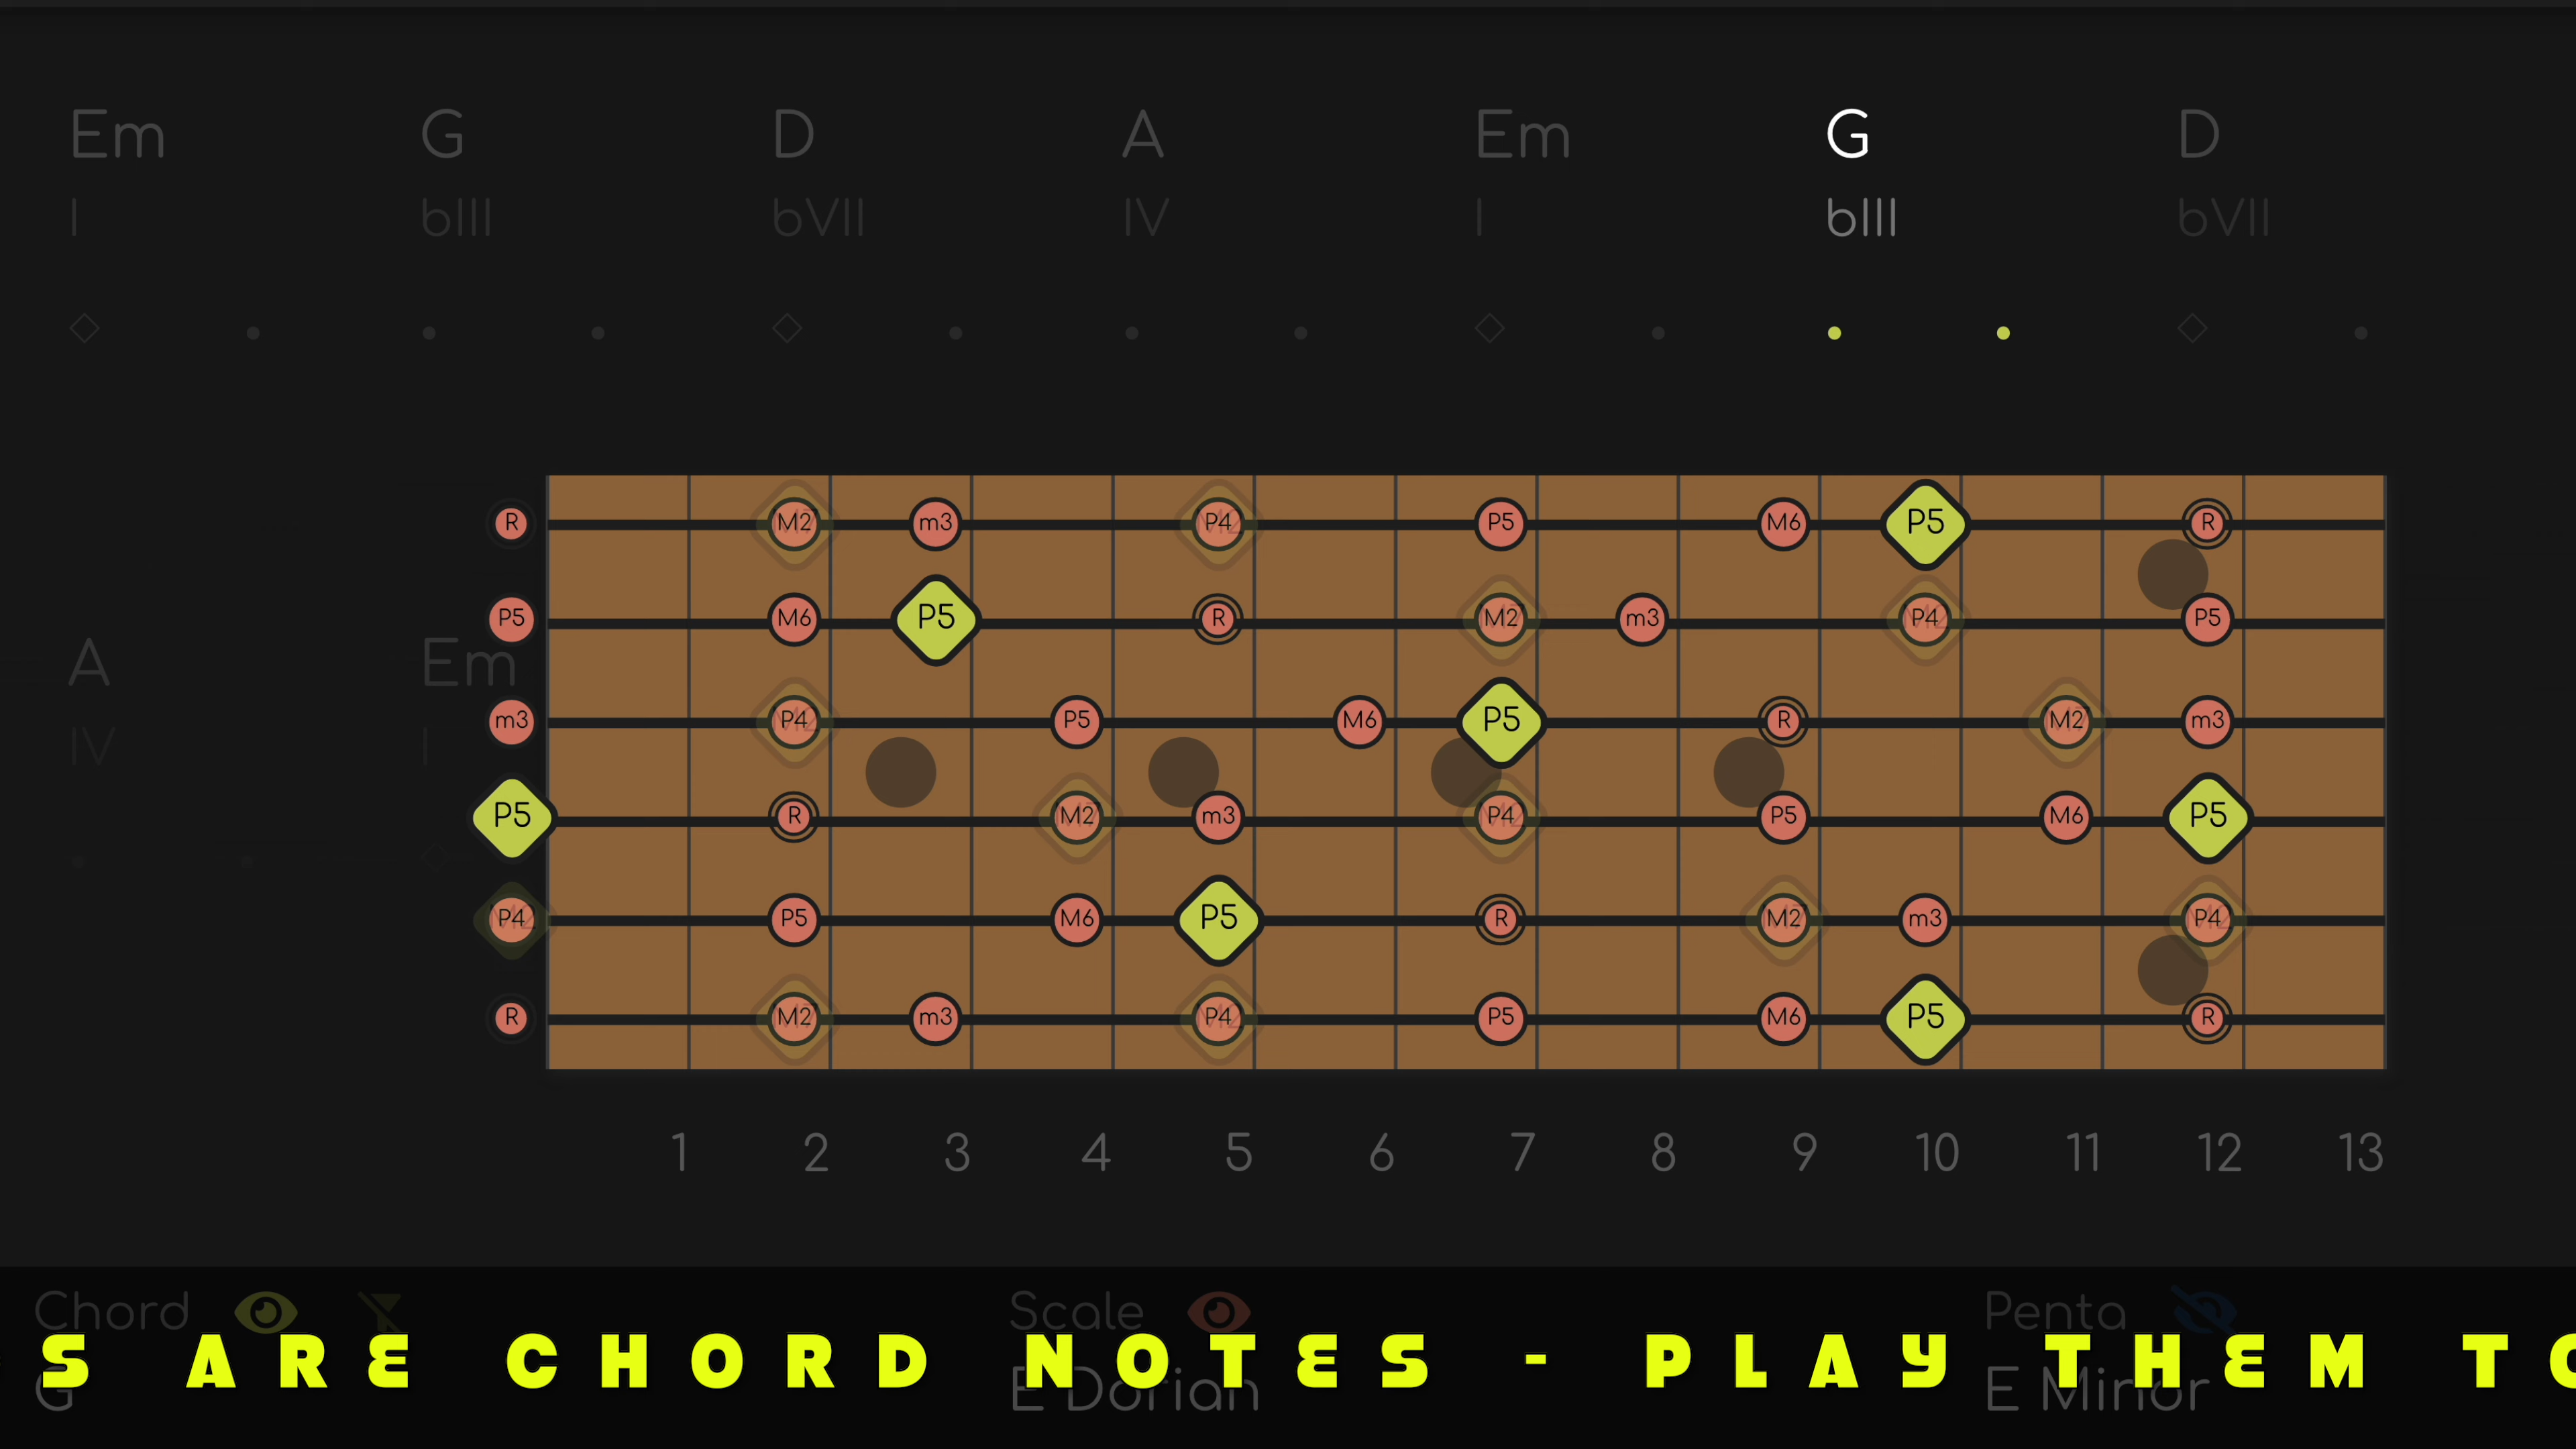 Em G D A Em G D
I bIII bVII IV I bIII bVII
R M2 m3 P4 P5 M6 P5 R
P5 M6 P5 R M2 m3 P4 P5
A Em
m3 P4 P5 M6 P5 R M2 m3
IV I
P5 R M2 m3 P4 P5 M6 P5
P4 P5 M6 P5 R M2 m3 P4
R M2 m3 P4 P5 M6 P5 R
1 2 3 4 5 6 7 8 9 10 11 12 13
Chord Scale Penta
S ARE CHORD NOTES - PLAY THEM TO
G E Dorian E Minor